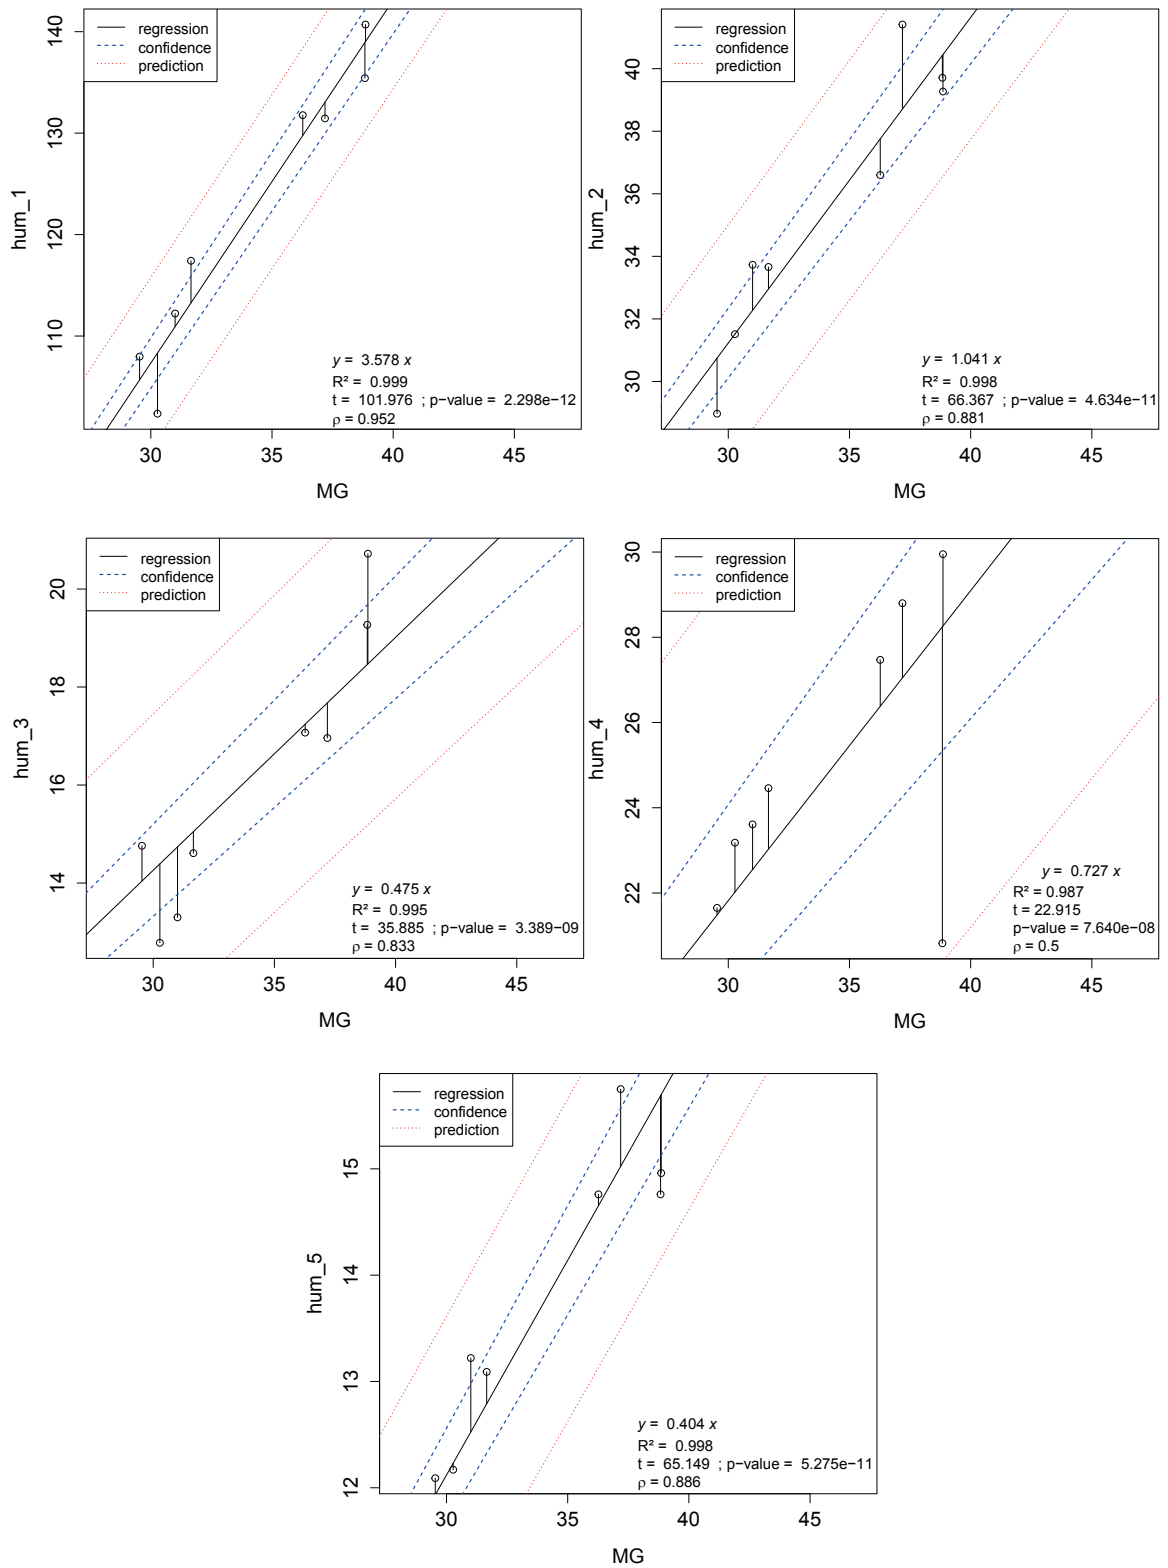 regression
confidence
prediction
140
130
120
110
hum_1
y = 3.578 x
R² = 0.999
t = 101.976 ; p−value = 2.298e−12
ρ = 0.952
30 35 40 45
MG
regression
confidence
prediction
40
38
36
34
32
30
hum_2
y = 1.041 x
R² = 0.998
t = 66.367 ; p−value = 4.634e−11
ρ = 0.881
30 35 40 45
MG
regression
confidence
prediction
20
18
16
14
hum_3
y = 0.475 x
R² = 0.995
t = 35.885 ; p−value = 3.389e−09
ρ = 0.833
30 35 40 45
MG
regression
confidence
prediction
30
28
26
24
22
hum_4
y = 0.727 x
R² = 0.987
t = 22.915
p−value = 7.640e−08
ρ = 0.5
30 35 40 45
MG
regression
confidence
prediction
15
14
13
12
hum_5
y = 0.404 x
R² = 0.998
t = 65.149 ; p−value = 5.275e−11
ρ = 0.886
30 35 40 45
MG